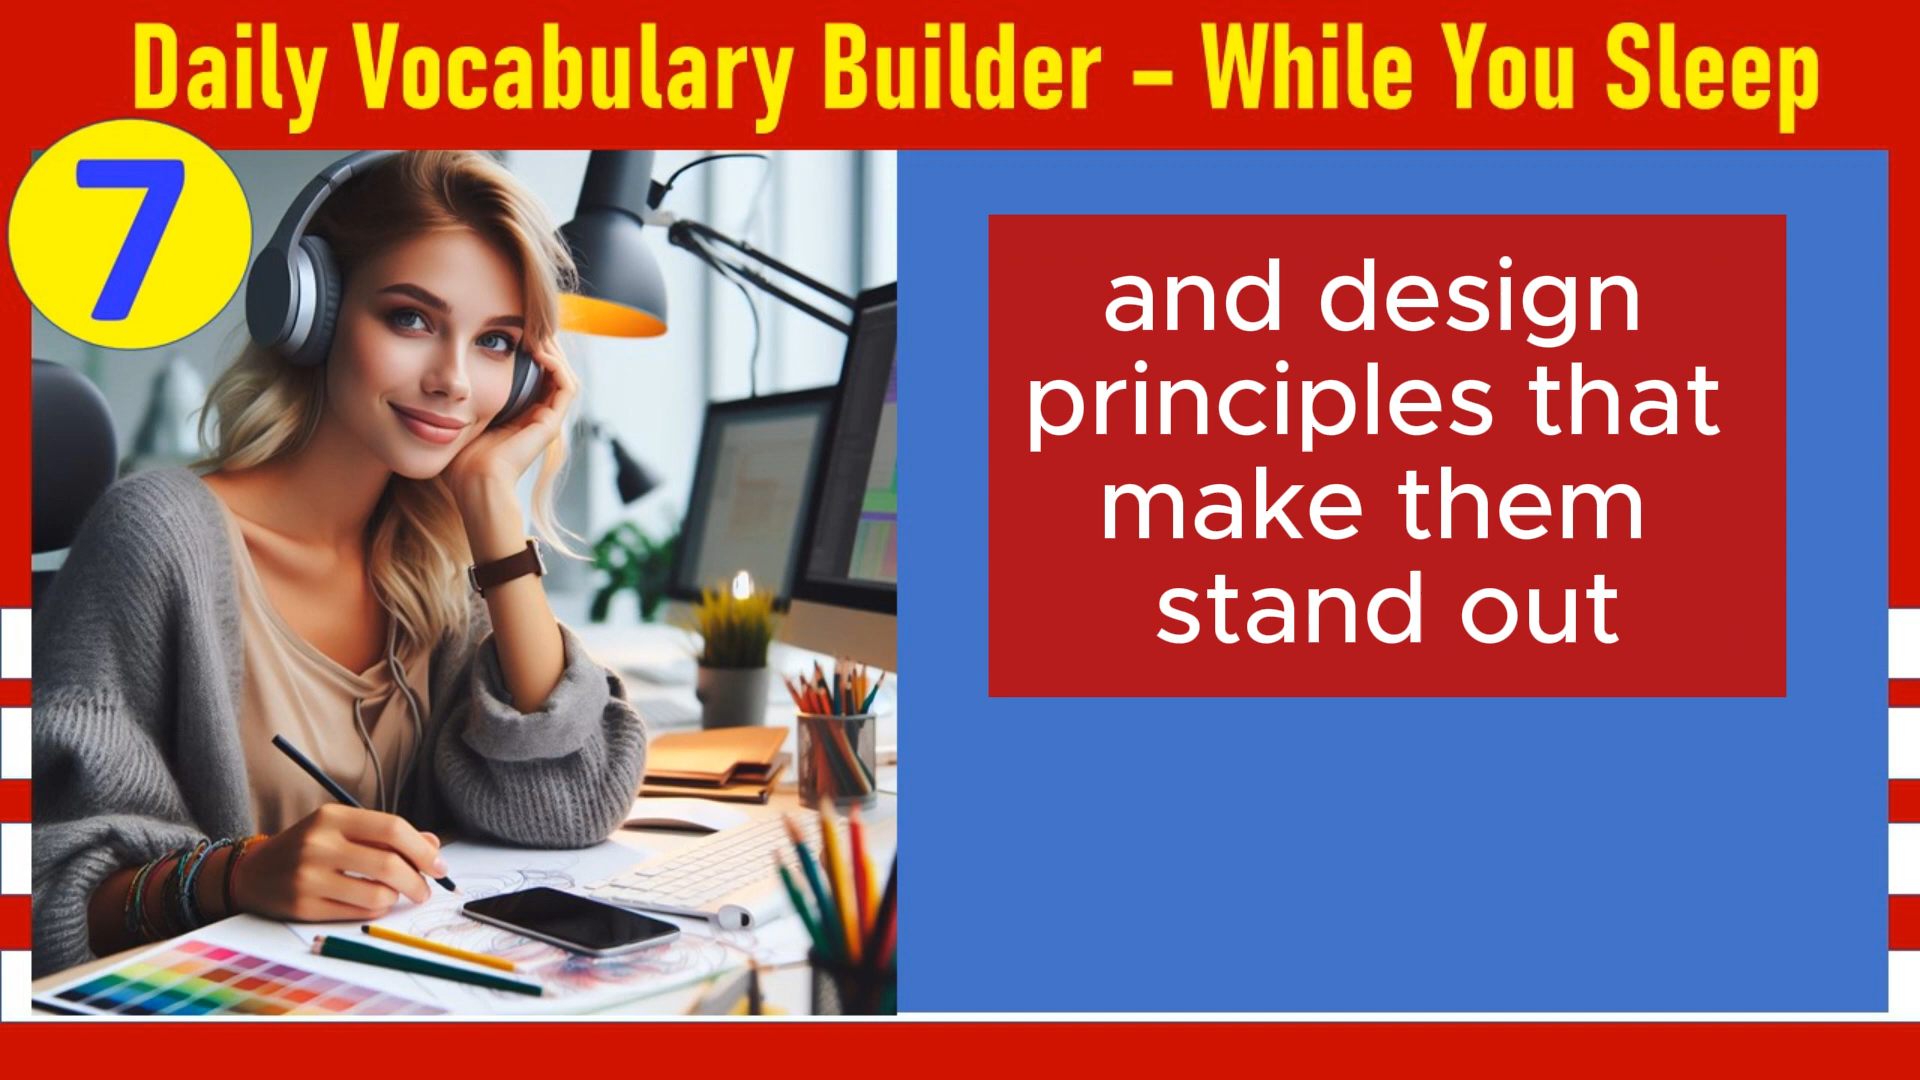 Daily Vocabulary Builder – While You Sleep
7
and design
principles that
make them
stand out